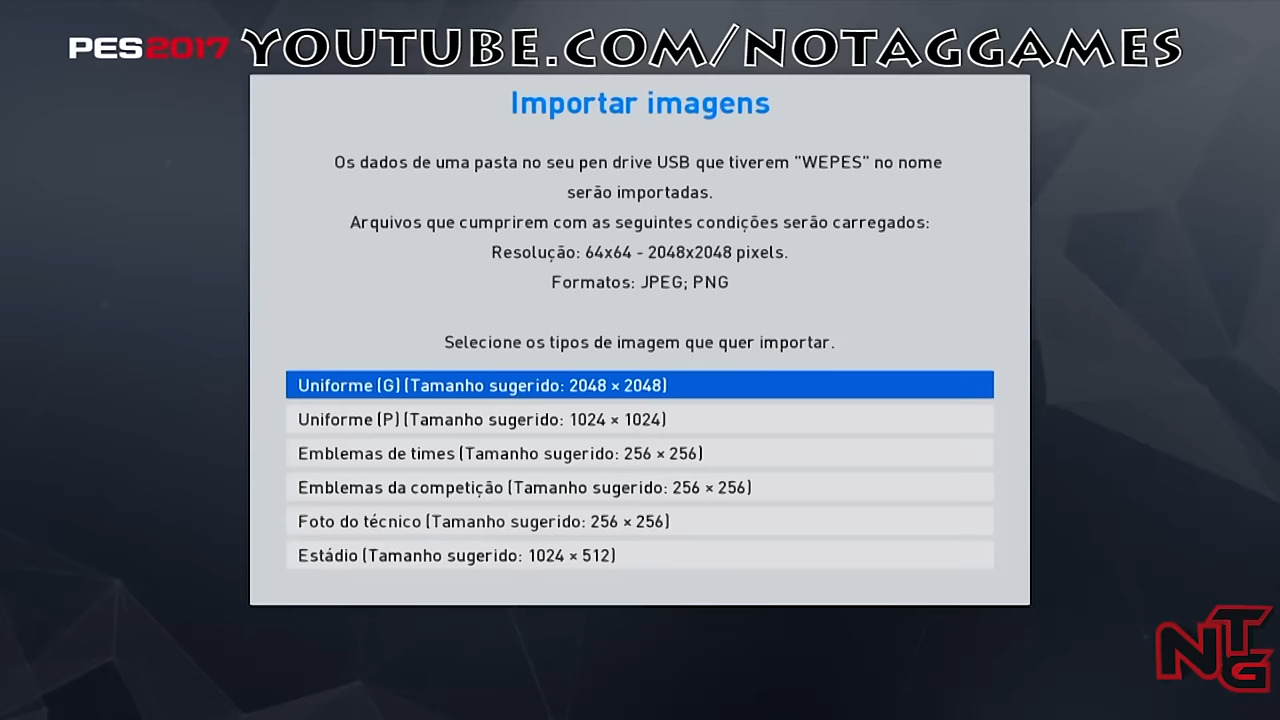 PES2017 YOUTUBE.COM/NOTAGGAMES
Importar imagens
Os dados de uma pasta no seu pen drive USB que tiverem "WEPES" no nome
serão importadas.
Arquivos que cumprirem com as seguintes condições serão carregados:
Resolução: 64x64 - 2048x2048 pixels.
Formatos: JPEG; PNG
Selecione os tipos de imagem que quer importar.
Uniforme (G) (Tamanho sugerido: 2048 × 2048)
Uniforme (P) (Tamanho sugerido: 1024 × 1024)
Emblemas de times (Tamanho sugerido: 256 × 256)
Emblemas da competição (Tamanho sugerido: 256 × 256)
Foto do técnico (Tamanho sugerido: 256 × 256)
Estádio (Tamanho sugerido: 1024 × 512)
NTG